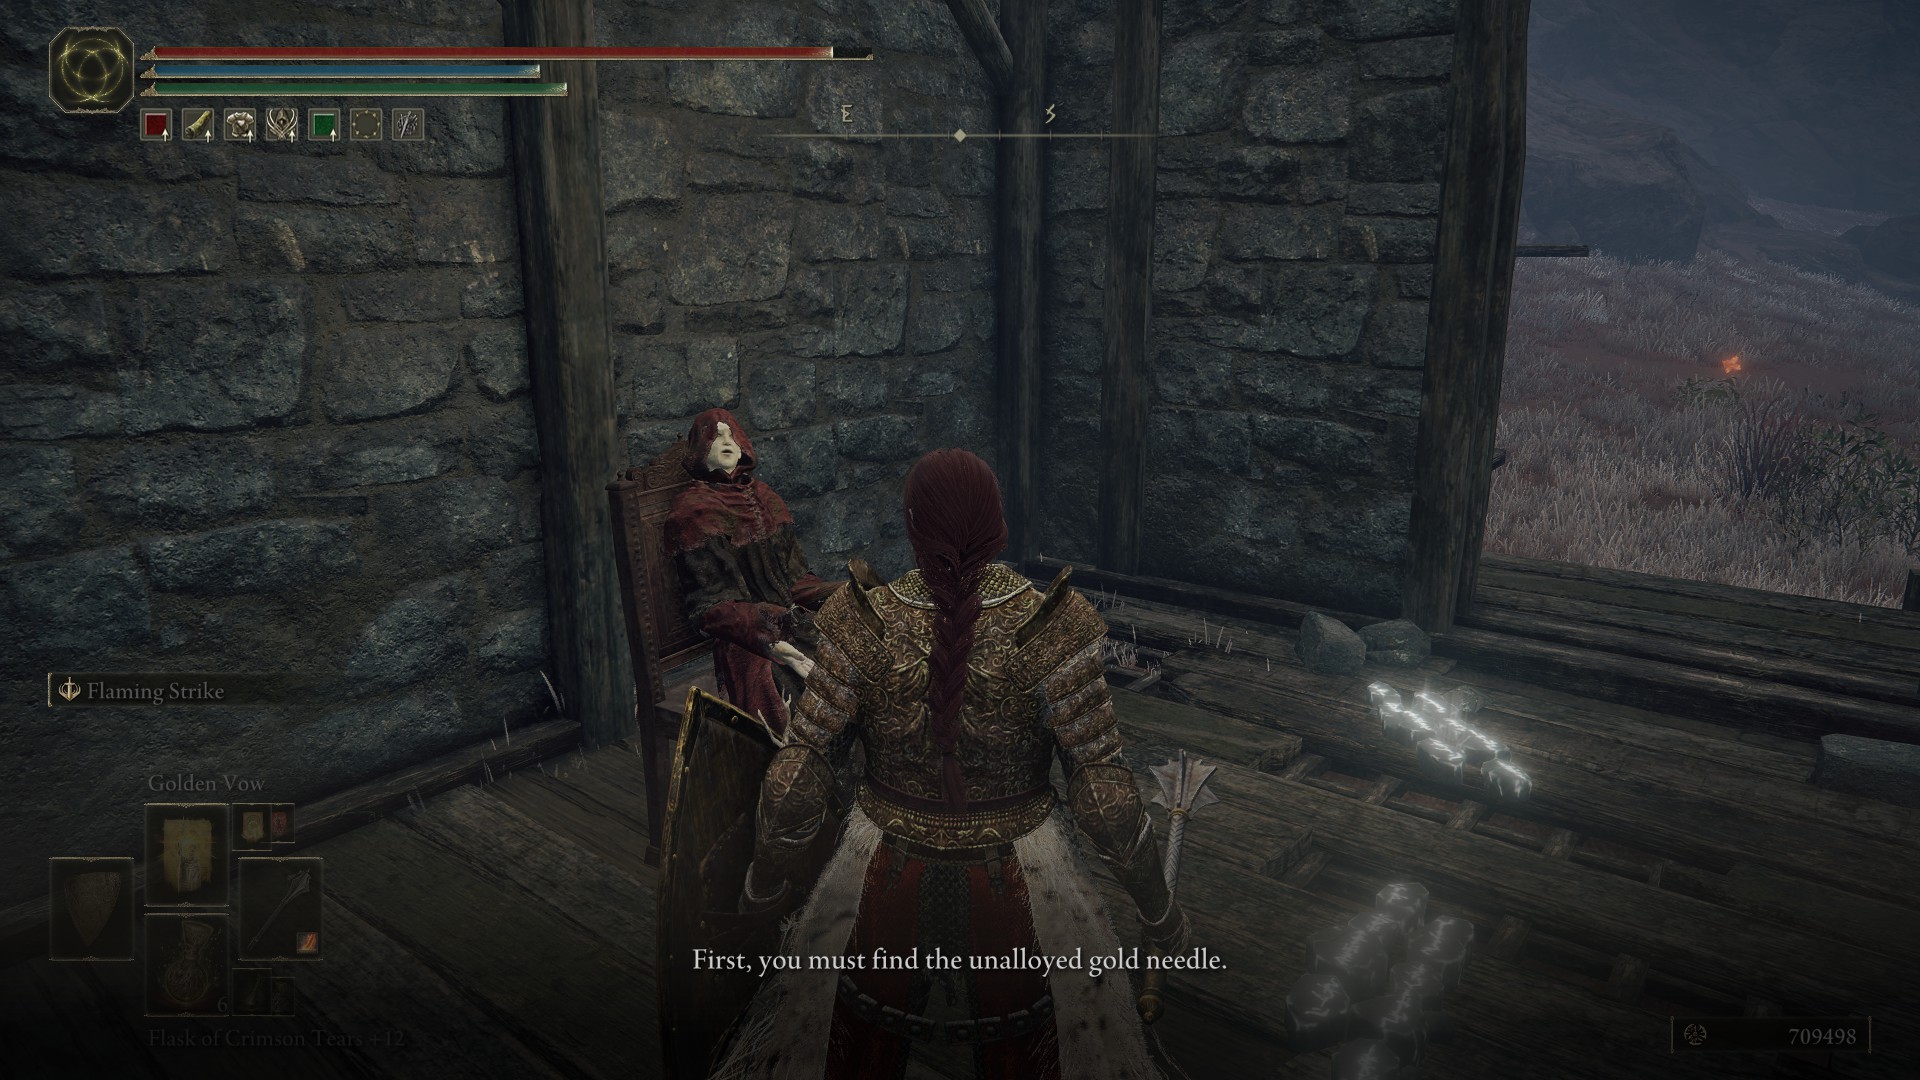 E S
Flaming Strike
Golden Vow
First, you must find the unalloyed gold needle.
6
Flask of Crimson Tears +12
709498